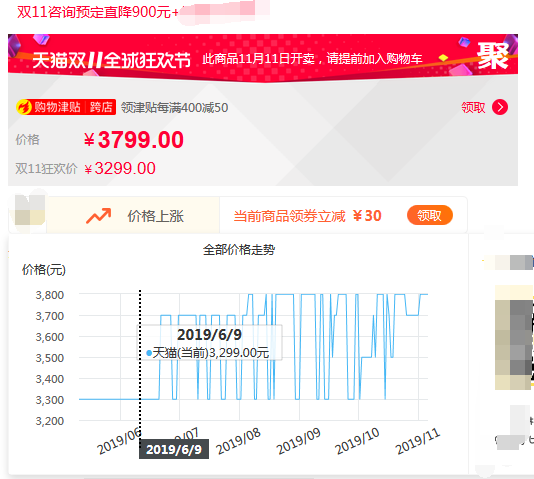 双11咨询预定直降900元+
天猫双11全球狂欢节 此商品11月11日开卖，请提前加入购物车 聚
购物津贴 跨店 领津贴每满400减50 领取
价格 ¥3799.00
双11狂欢价 ¥3299.00
价格上涨 当前商品领券立减 ¥30 领取
全部价格走势
价格(元)
3,800
3,700
3,600
3,500
3,400
3,300
3,200
2019/6/9
天猫(当前)3,299.00元
2019/06 /07 2019/08 2019/09 2019/10 2019/11
2019/6/9